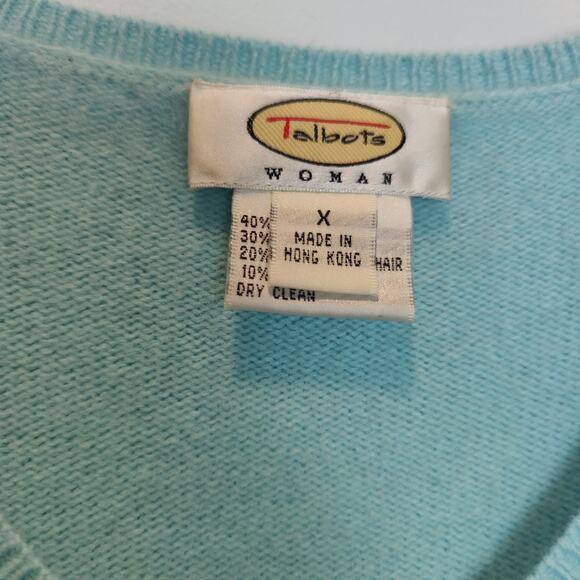 Talbots
WOMAN
X
MADE IN
HONG KONG
40%
30%
20% HAIR
10%
DRY CLEAN